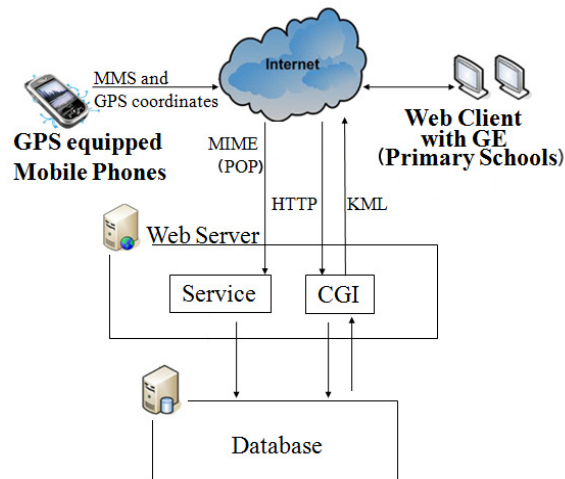 Internet
MMS and
GPS coordinates
GPS equipped
Mobile Phones
Web Client
with GE
(Primary Schools)
MIME
(POP)
HTTP
KML
Web Server
Service
CGI
Database